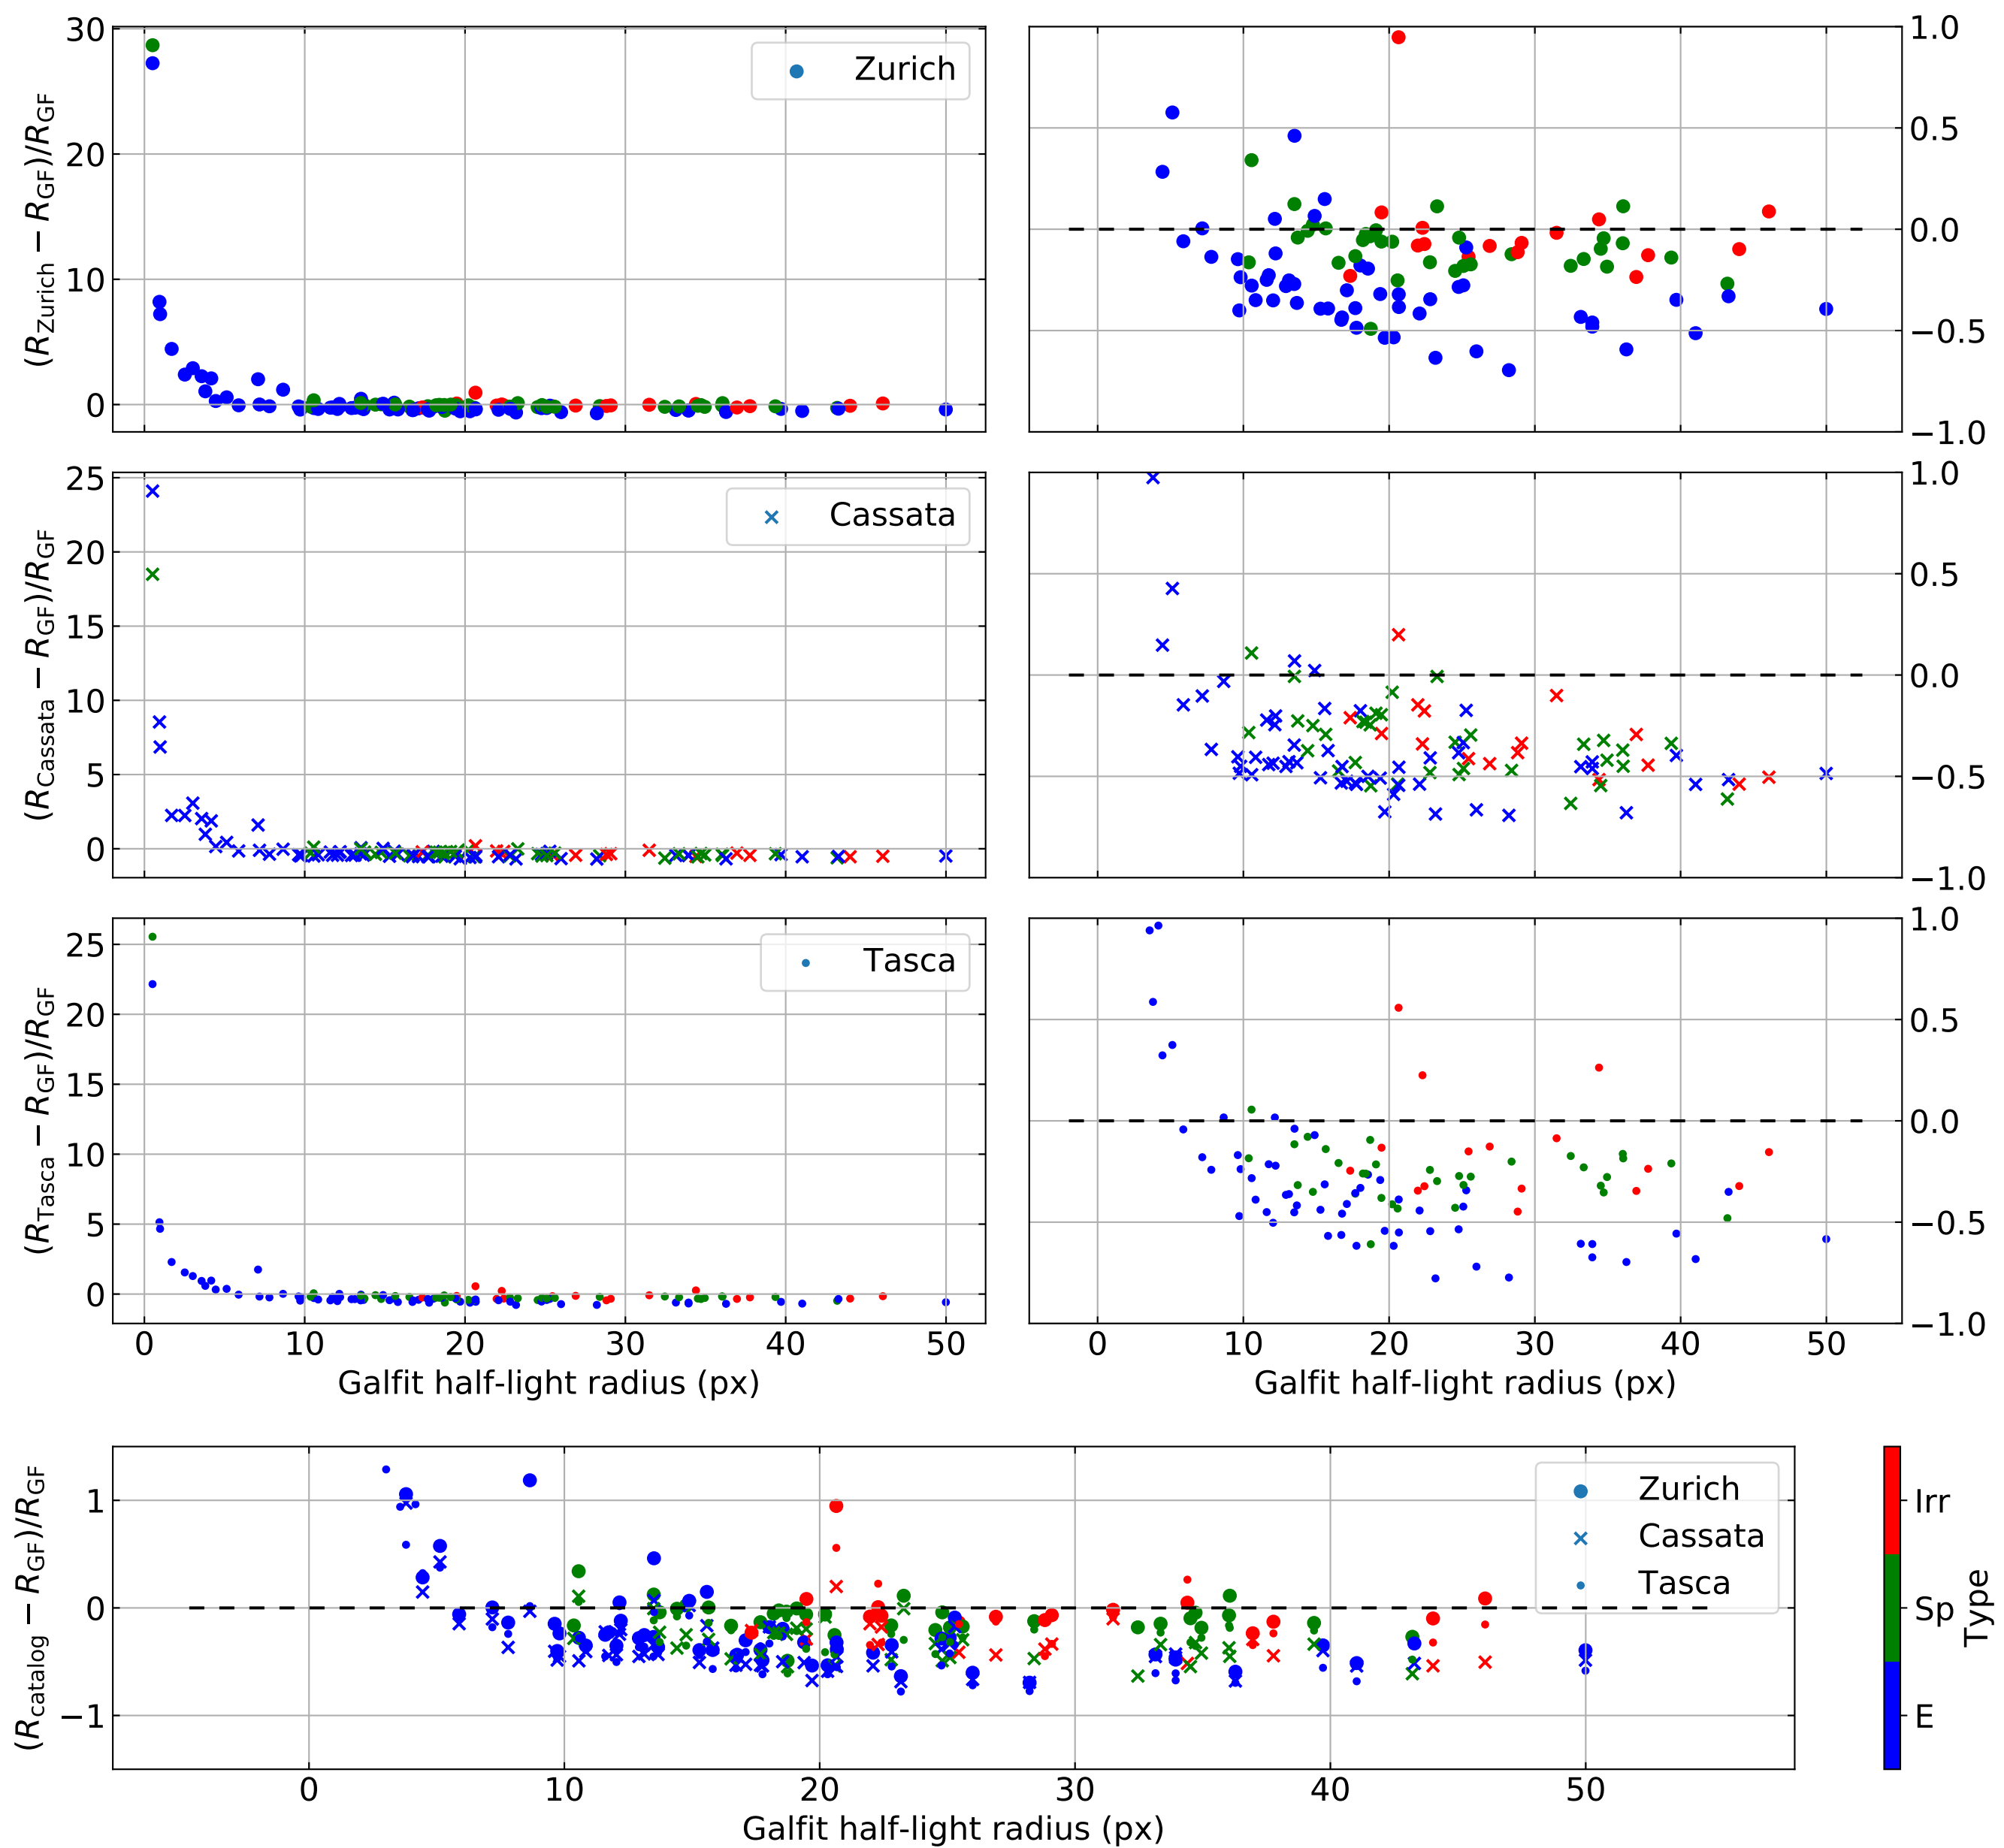 30
20
10
0
(R_Zurich − R_GF)/R_GF
Zurich
1.0
0.5
0.0
−0.5
−1.0
25
20
15
10
5
0
(R_Cassata − R_GF)/R_GF
Cassata
1.0
0.5
0.0
−0.5
−1.0
25
20
15
10
5
0
(R_Tasca − R_GF)/R_GF
Tasca
0 10 20 30 40 50
Galfit half-light radius (px)
1.0
0.5
0.0
−0.5
−1.0
0 10 20 30 40 50
Galfit half-light radius (px)
1
0
−1
(R_catalog − R_GF)/R_GF
Zurich
Cassata
Tasca
0 10 20 30 40 50
Galfit half-light radius (px)
Irr
Sp
E
Type